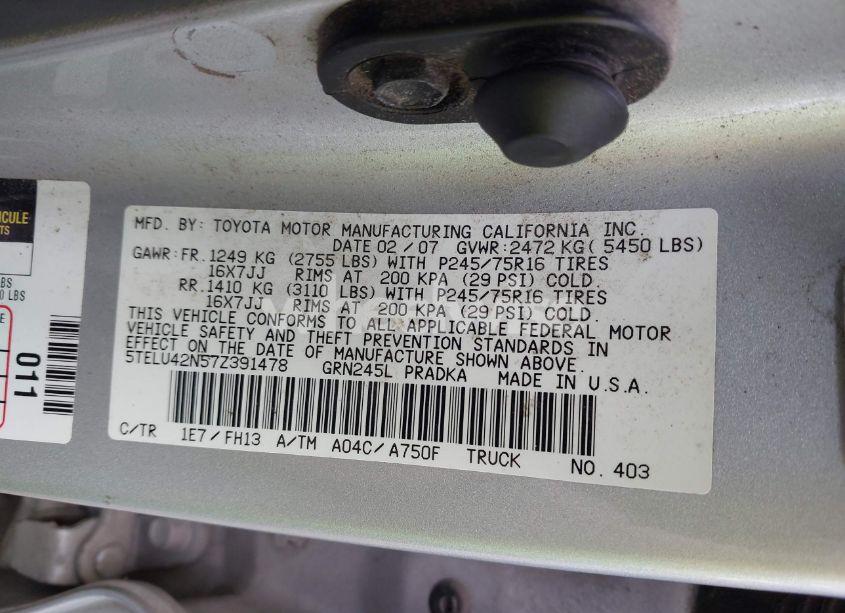 MFD. BY: TOYOTA MOTOR MANUFACTURING CALIFORNIA INC.
DATE 02/07 GVWR:2472 KG( 5450 LBS)
GAWR:FR.1249 KG (2755 LBS) WITH P245/75R16 TIRES
16X7JJ RIMS AT 200 KPA (29 PSI) COLD.
RR.1410 KG (3110 LBS) WITH P245/75R16 TIRES
16X7JJ RIMS AT 200 KPA (29 PSI) COLD.
THIS VEHICLE CONFORMS TO ALL APPLICABLE FEDERAL MOTOR
VEHICLE SAFETY AND THEFT PREVENTION STANDARDS IN
EFFECT ON THE DATE OF MANUFACTURE SHOWN ABOVE.
5TELU42N57Z391478 GRN245L PRADKA MADE IN U.S.A.
C/TR 1E7/FH13 A/TM A04C/A750F TRUCK NO. 403
LBS
LBS
011